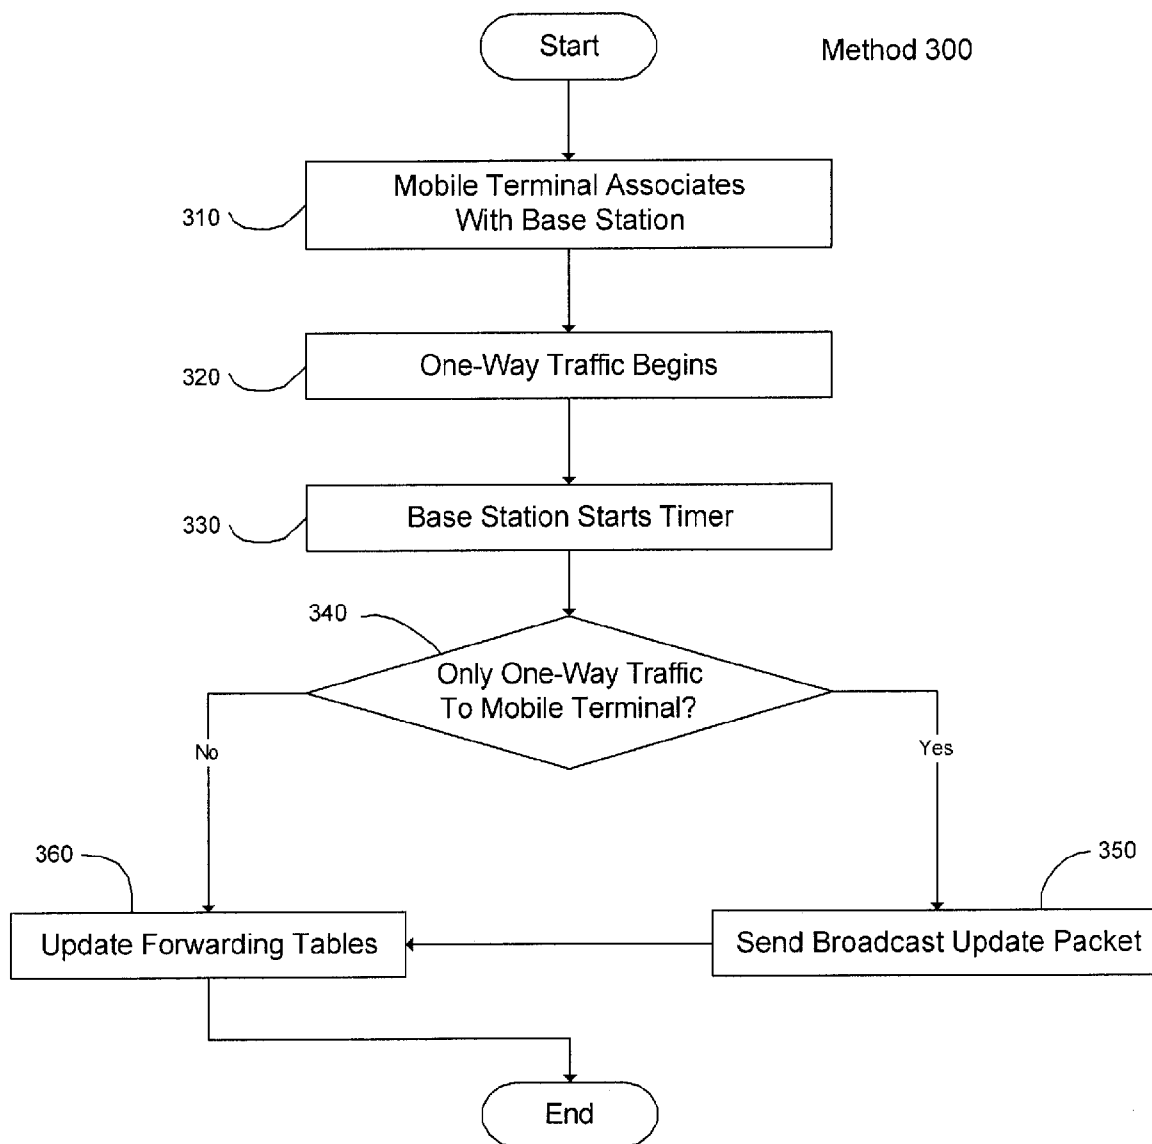 Start
Method 300
Mobile Terminal Associates
With Base Station
310
One-Way Traffic Begins
320
Base Station Starts Timer
330
340
Only One-Way Traffic
To Mobile Terminal?
No
Yes
360
350
Update Forwarding Tables
Send Broadcast Update Packet
End